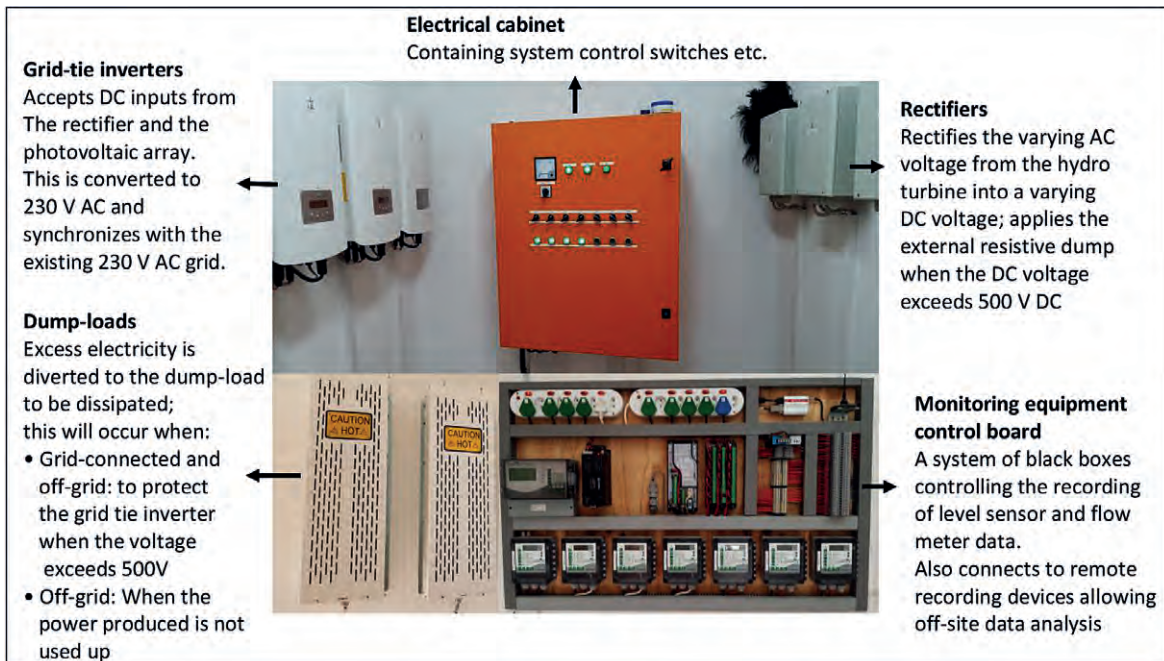 Electrical cabinet
Containing system control switches etc.
Grid-tie inverters
Accepts DC inputs from
The rectifier and the
photovoltaic array.
This is converted to
230 V AC and
synchronizes with the
existing 230 V AC grid.
Dump-loads
Excess electricity is
diverted to the dump-load
to be dissipated;
this will occur when:
• Grid-connected and
off-grid: to protect
the grid tie inverter
when the voltage
exceeds 500V
• Off-grid: When the
power produced is not
used up
CAUTION
HOT
CAUTION
HOT
Rectifiers
Rectifies the varying AC
voltage from the hydro
turbine into a varying
DC voltage; applies the
external resistive dump
when the DC voltage
exceeds 500 V DC
Monitoring equipment
control board
A system of black boxes
controlling the recording
of level sensor and flow
meter data.
Also connects to remote
recording devices allowing
off-site data analysis